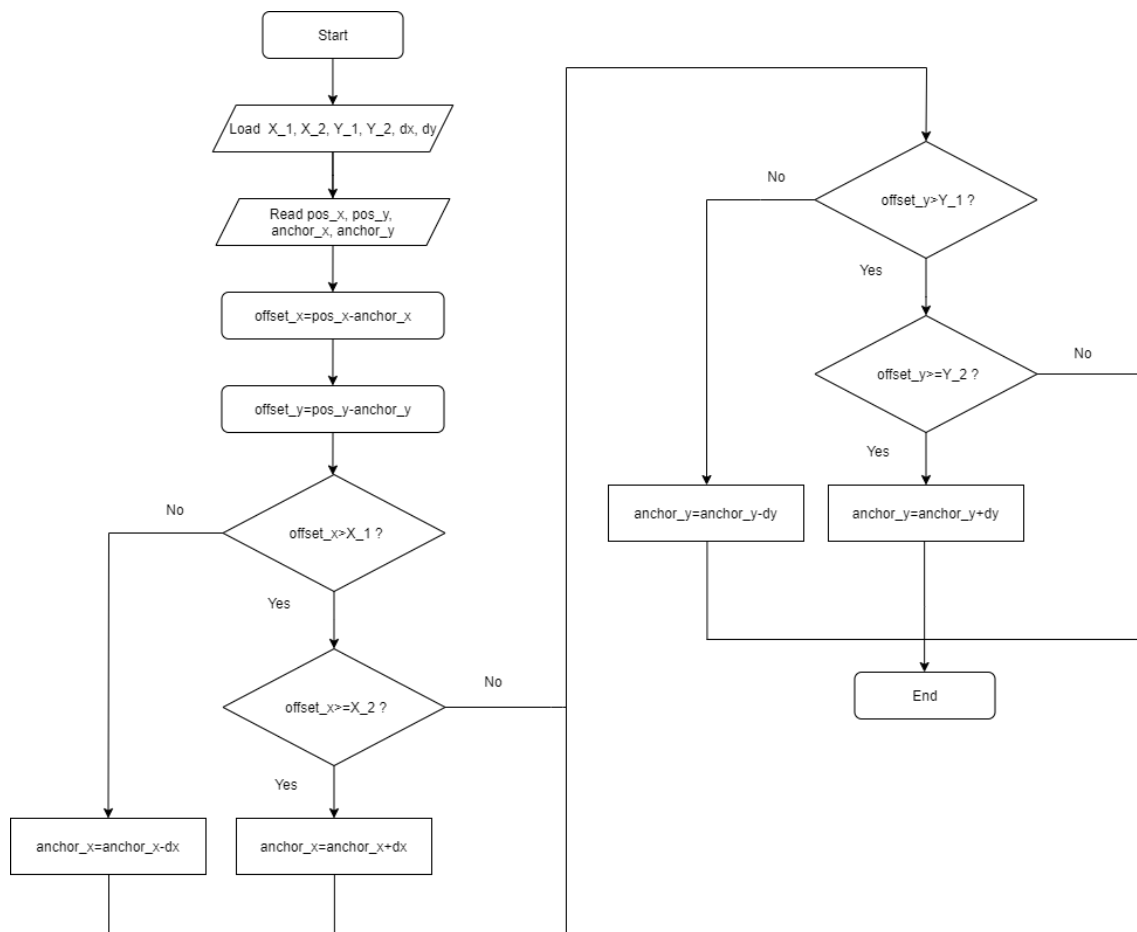 Start
Load  X_1, X_2, Y_1, Y_2, dx, dy
Read pos_x, pos_y,
anchor_x, anchor_y
offset_x=pos_x-anchor_x
offset_y=pos_y-anchor_y
offset_x>X_1 ?
No
Yes
offset_x>=X_2 ?
No
Yes
anchor_x=anchor_x-dx
anchor_x=anchor_x+dx
offset_y>Y_1 ?
No
Yes
offset_y>=Y_2 ?
No
Yes
anchor_y=anchor_y-dy
anchor_y=anchor_y+dy
End